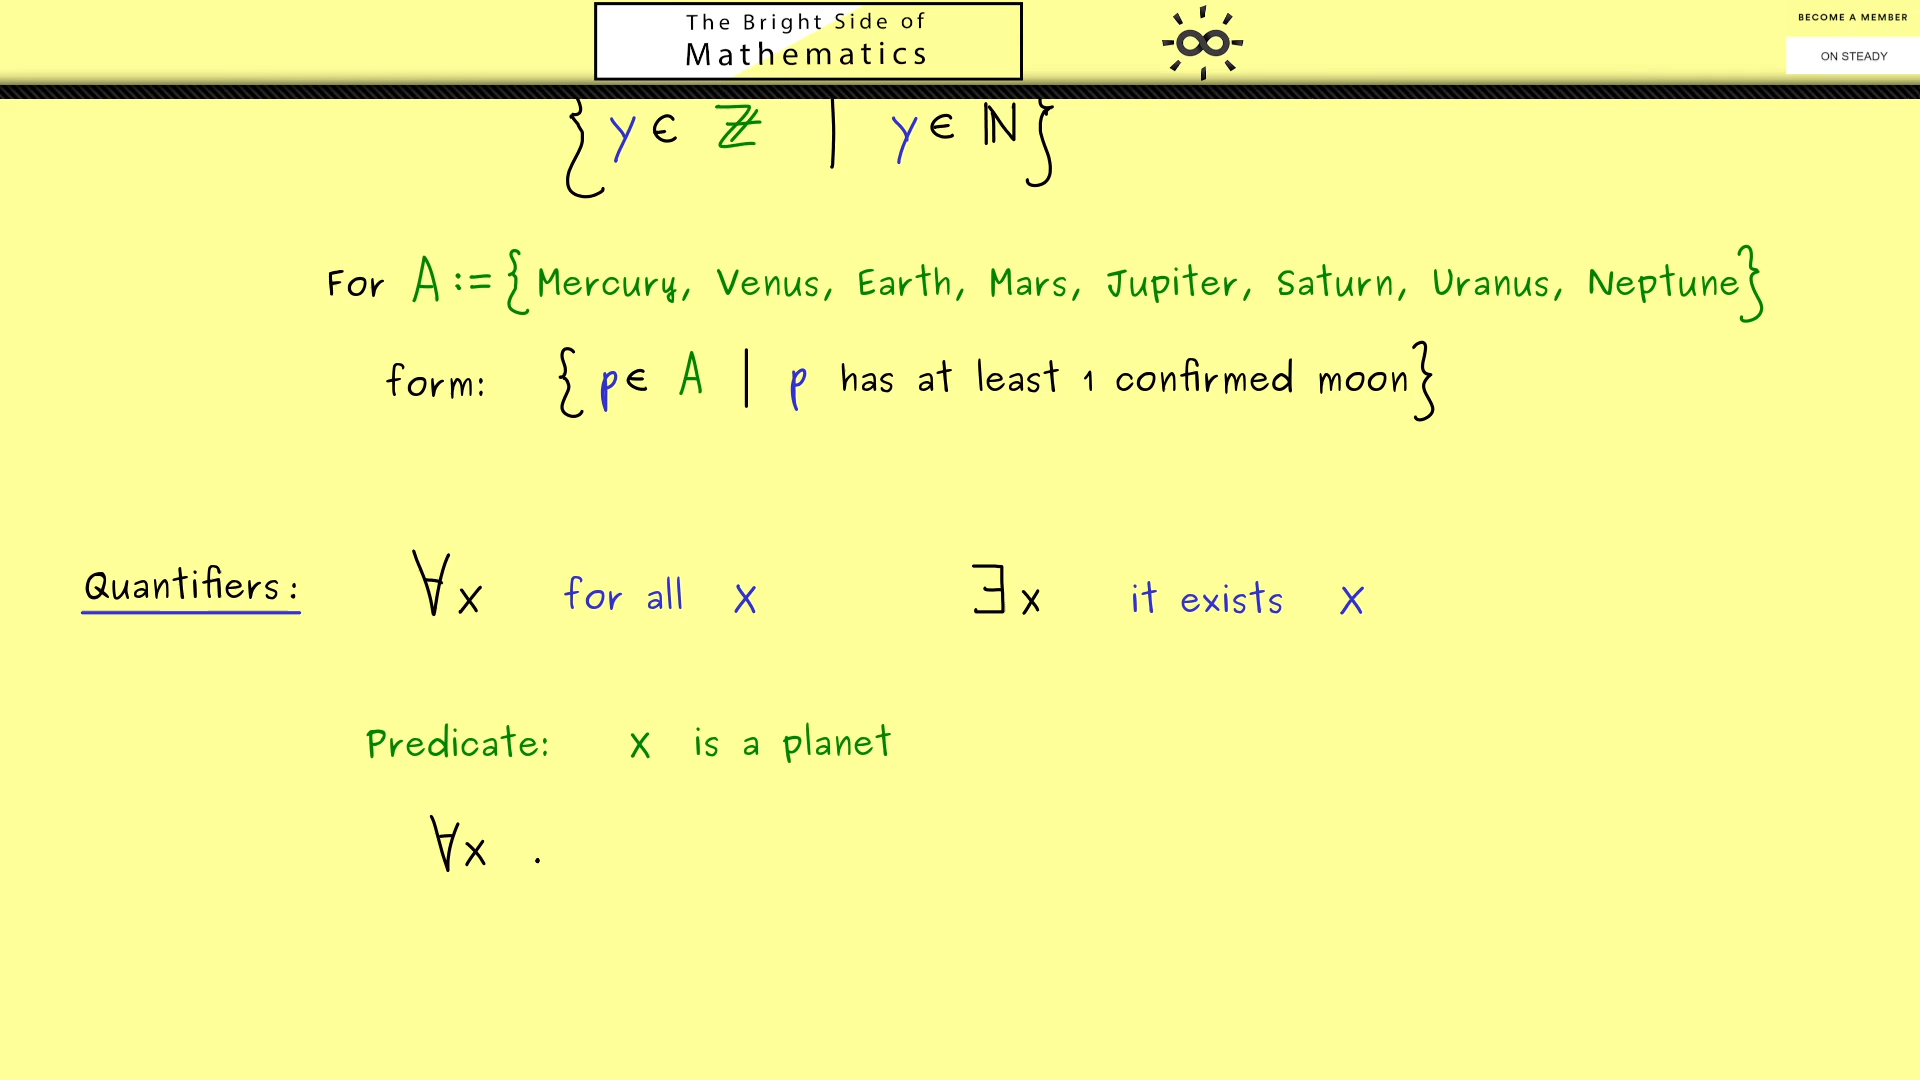 The Bright Side of
Mathematics
BECOME A MEMBER
ON STEADY
{ y ∈ ℤ | y ∈ ℕ }
For A := { Mercury, Venus, Earth, Mars, Jupiter, Saturn, Uranus, Neptune }
form: { p ∈ A | p has at least 1 confirmed moon }
Quantifiers: ∀x for all x ∃x it exists x
Predicate: x is a planet
∀x .